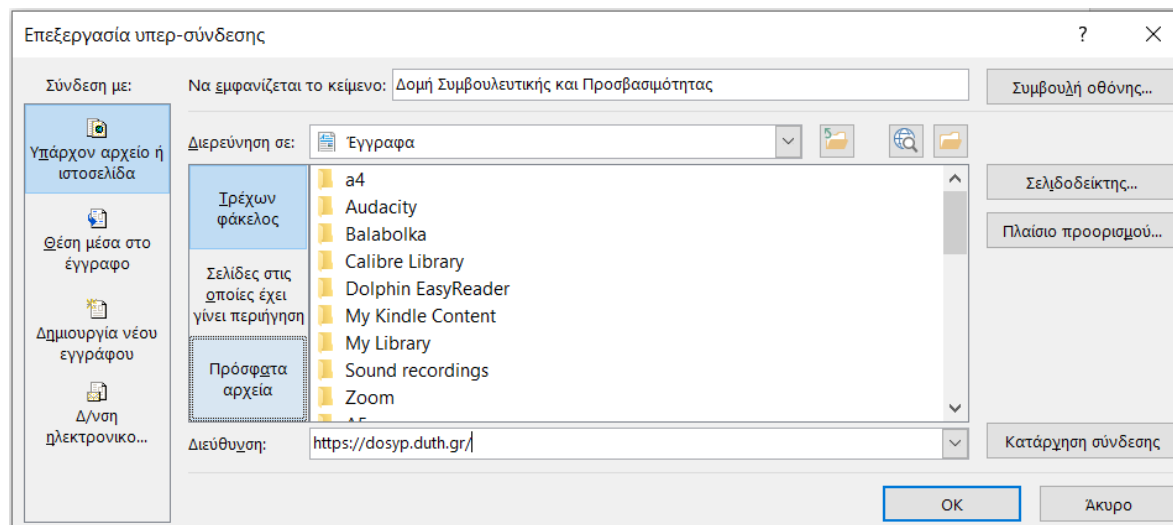 Επεξεργασία υπερ-σύνδεσης
?
Σύνδεση με:
Να εμφανίζεται το κείμενο:
Δομή Συμβουλευτικής και Προσβασιμότητας
Συμβουλή οθόνης...
Υπάρχον αρχείο ή
ιστοσελίδα
Θέση μέσα στο
έγγραφο
Δημιουργία νέου
εγγράφου
Δ/νση
ηλεκτρονικο...
Διερεύνηση σε:
Έγγραφα
Τρέχων
φάκελος
Σελίδες στις
οποίες έχει
γίνει περιήγηση
Πρόσφατα
αρχεία
a4
Audacity
Balabolka
Calibre Library
Dolphin EasyReader
My Kindle Content
My Library
Sound recordings
Zoom
Σελιδοδείκτης...
Πλαίσιο προορισμού...
Διεύθυνση:
https://dosyp.duth.gr/
Κατάργηση σύνδεσης
OK
Άκυρο